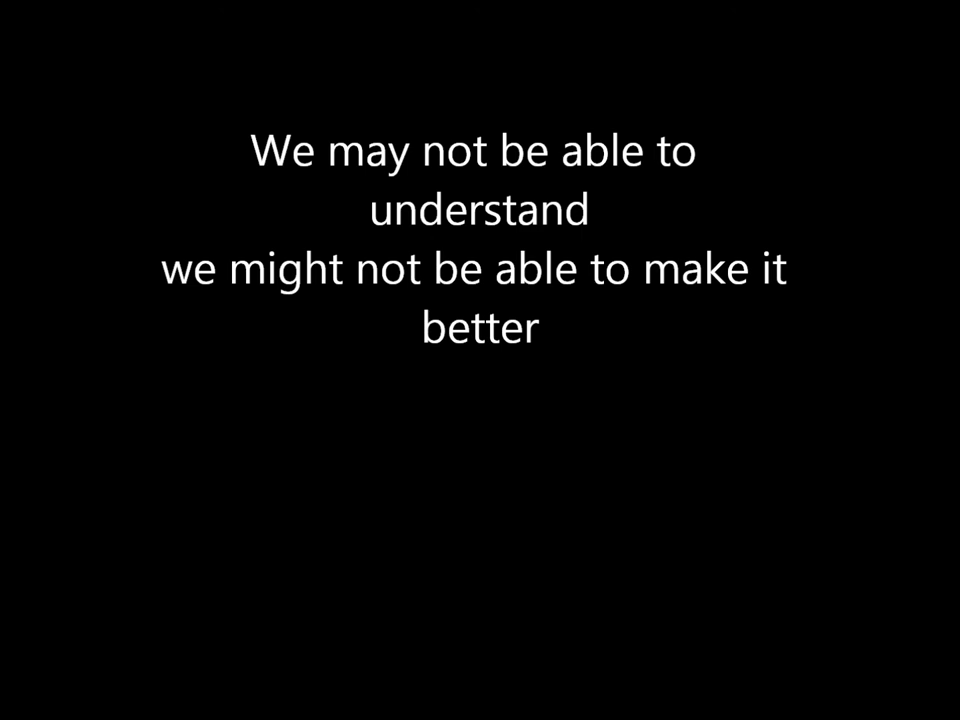 We may not be able to
understand
we might not be able to make it
better